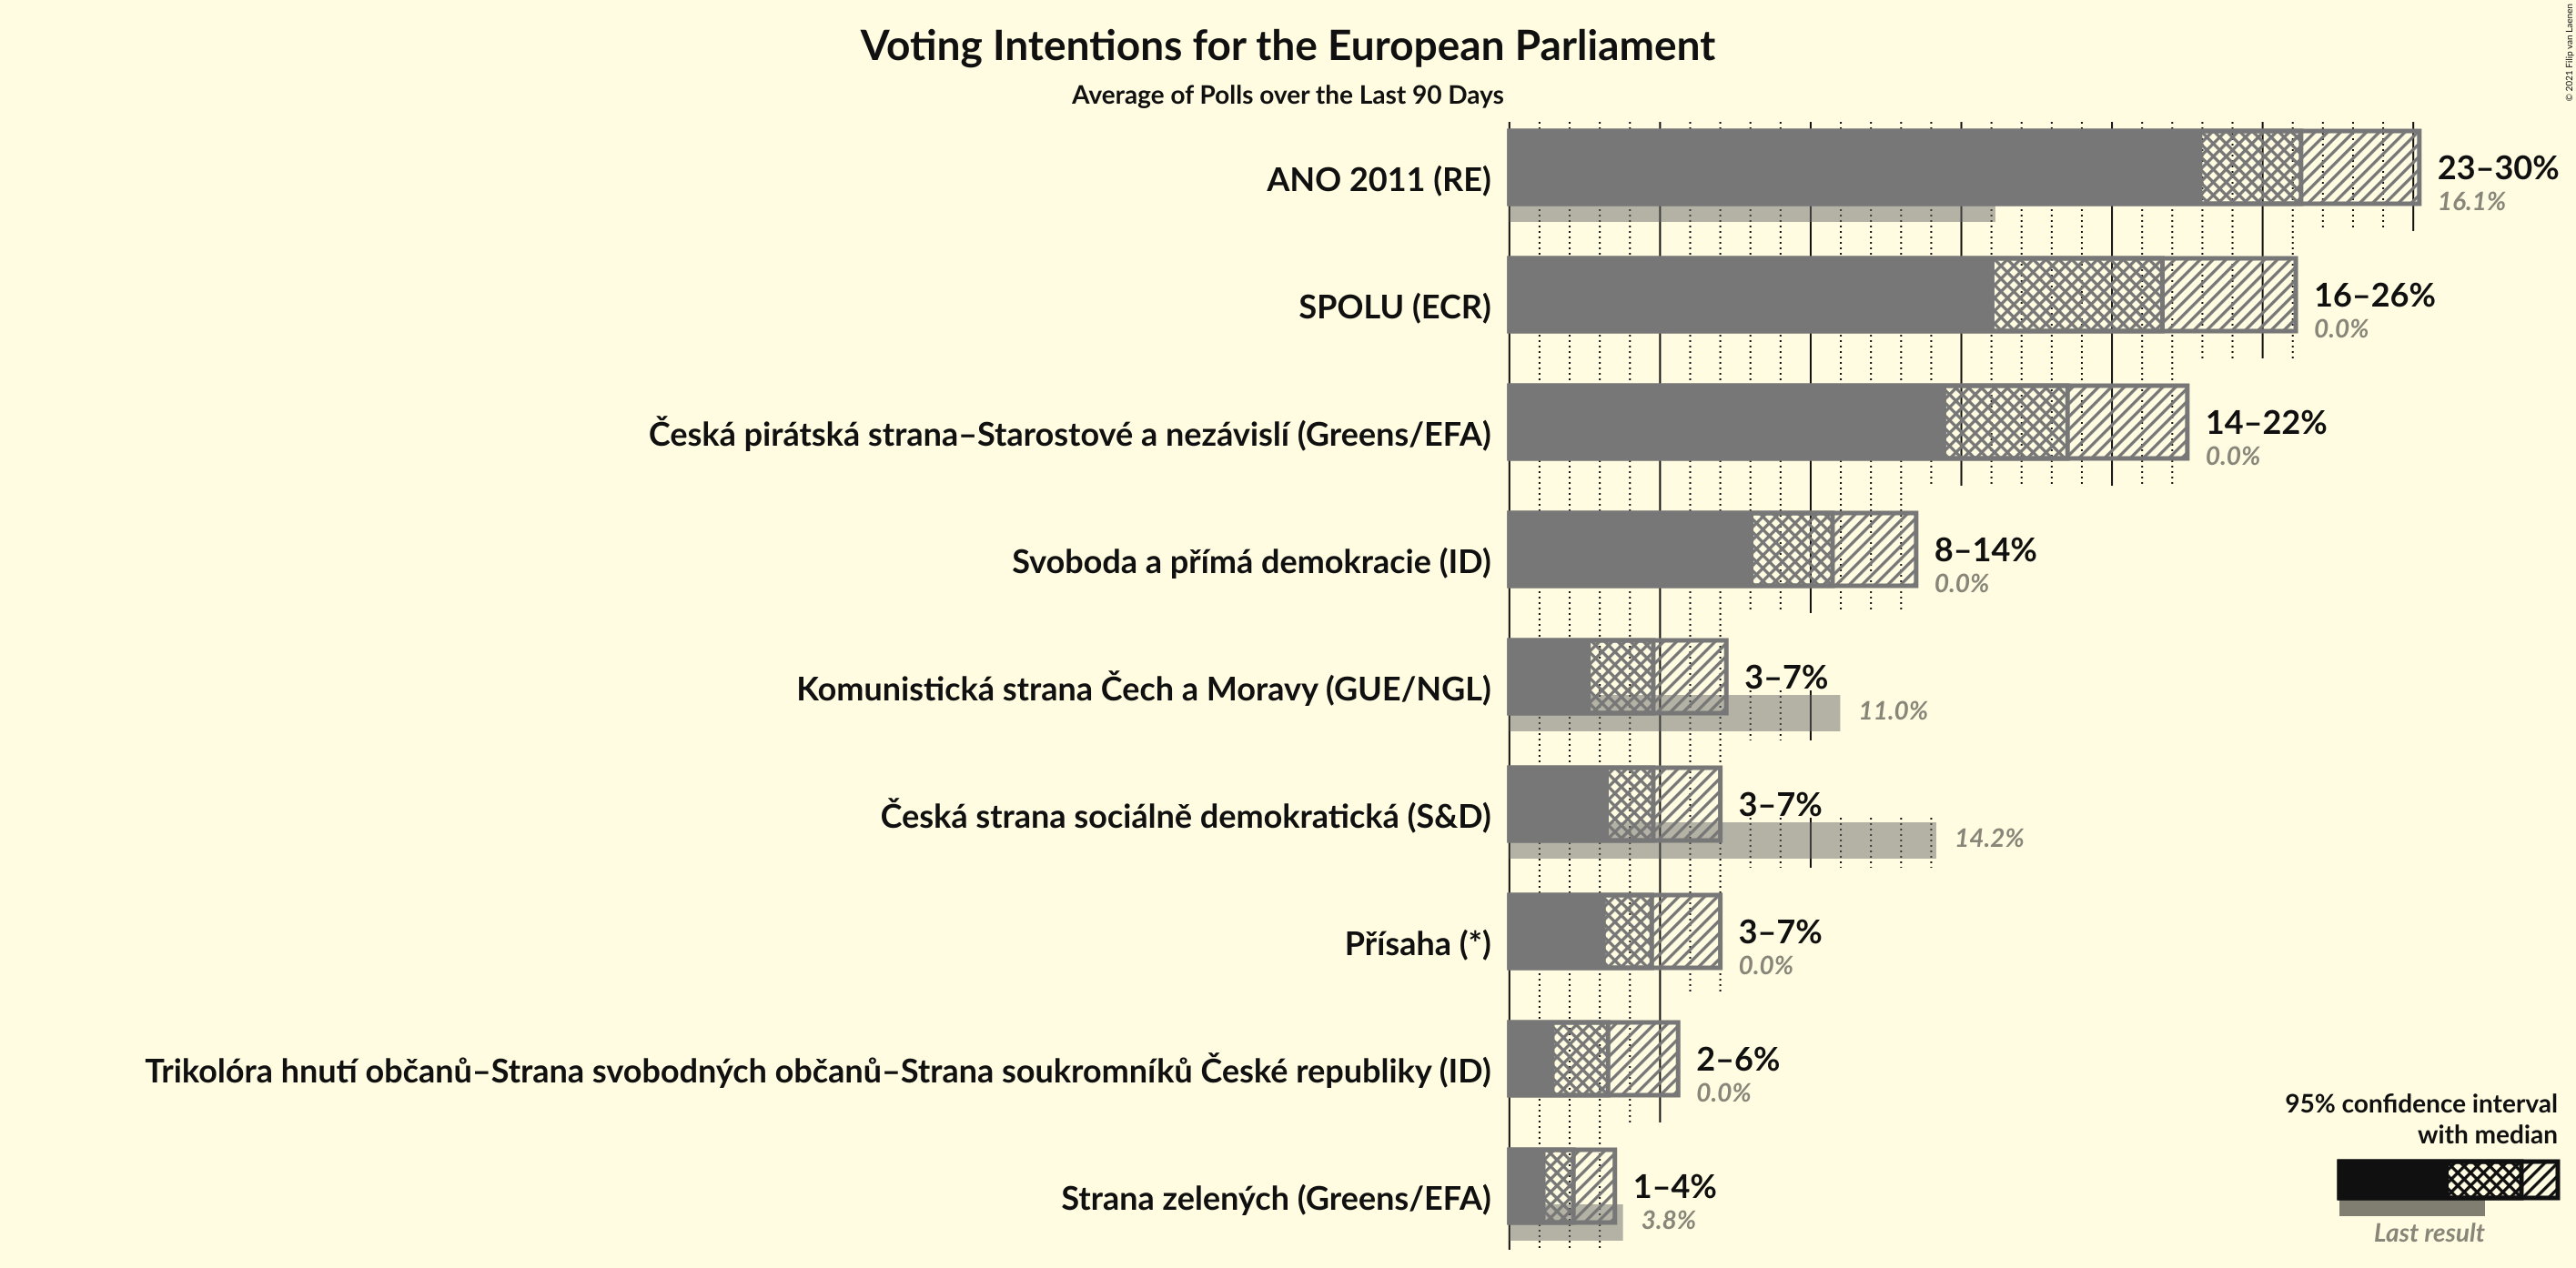 Voting Intentions for the European Parliament
Average of Polls over the Last 90 Days
© 2021 Filip van Laenen
ANO 2011 (RE)
23–30%
16.1%
SPOLU (ECR)
16–26%
0.0%
Česká pirátská strana–Starostové a nezávislí (Greens/EFA)
14–22%
0.0%
Svoboda a přímá demokracie (ID)
8–14%
0.0%
Komunistická strana Čech a Moravy (GUE/NGL)
3–7%
11.0%
Česká strana sociálně demokratická (S&D)
3–7%
14.2%
Přísaha (*)
3–7%
0.0%
Trikolóra hnutí občanů–Strana svobodných občanů–Strana soukromníků České republiky (ID)
2–6%
0.0%
Strana zelených (Greens/EFA)
1–4%
3.8%
95% confidence interval
with median
Last result